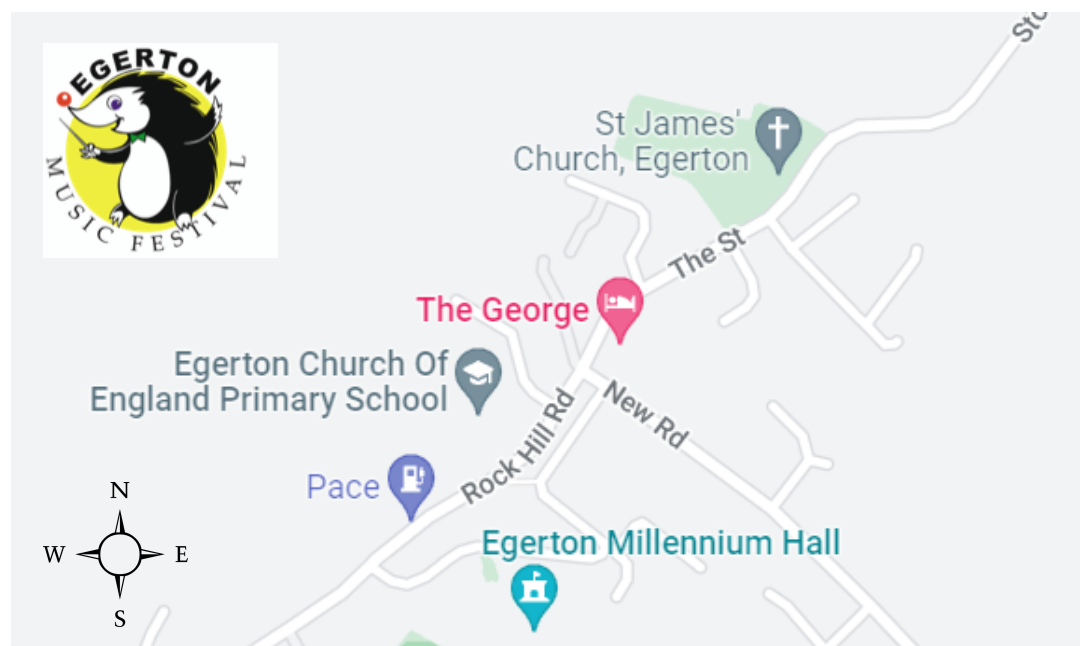 EGERTON
MUSIC FESTIVAL
St James'
Church, Egerton
The St
The George
Egerton Church Of
England Primary School
New Rd
Rock Hill Rd
Pace
Egerton Millennium Hall
N
W E
S